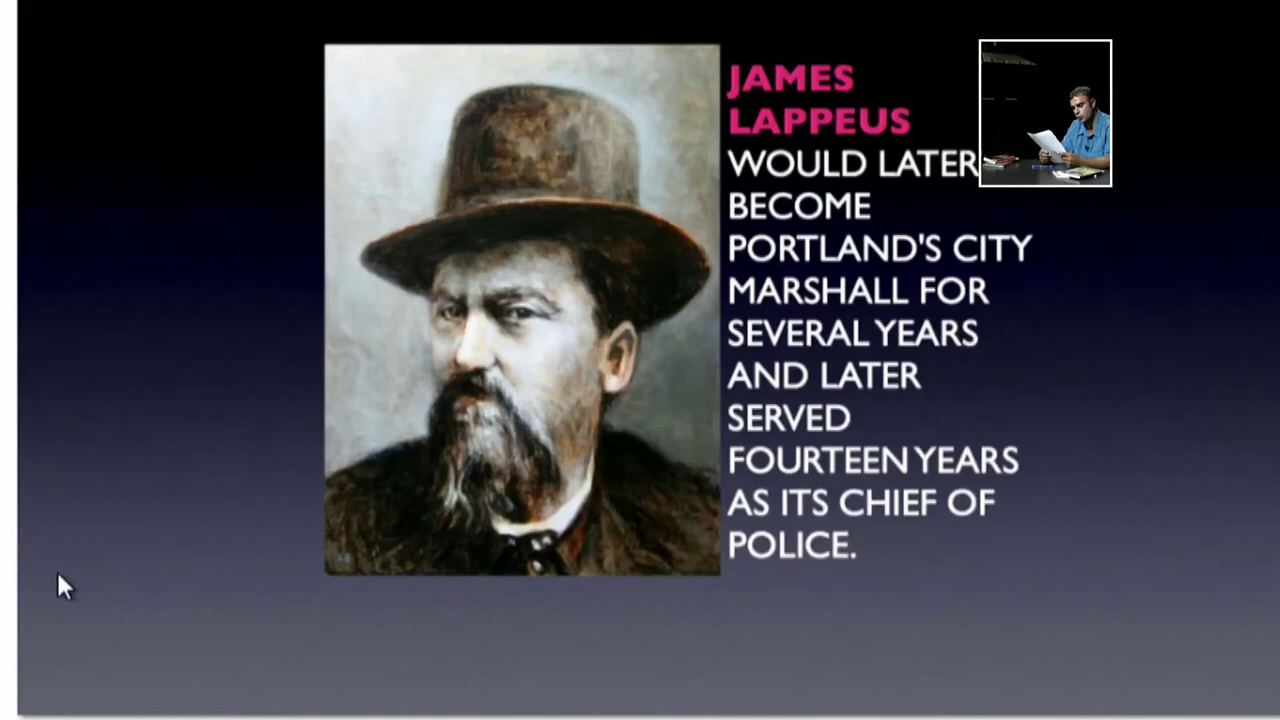 JAMES
LAPPEUS
WOULD LATER
BECOME
PORTLAND'S CITY
MARSHALL FOR
SEVERAL YEARS
AND LATER
SERVED
FOURTEEN YEARS
AS ITS CHIEF OF
POLICE.